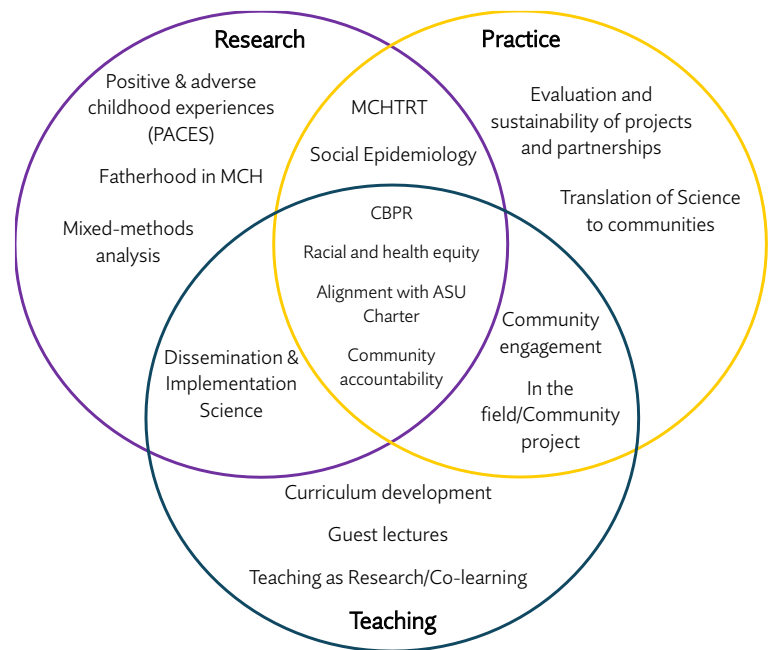 Research
Practice
Positive & adverse
childhood experiences
(PACES)
Fatherhood in MCH
Mixed-methods
analysis
MCHTRT
Social Epidemiology
Evaluation and
sustainability of projects
and partnerships
Translation of Science
to communities
CBPR
Racial and health equity
Alignment with ASU
Charter
Community
accountability
Dissemination &
Implementation
Science
Community
engagement
In the
field/Community
project
Curriculum development
Guest lectures
Teaching as Research/Co-learning
Teaching